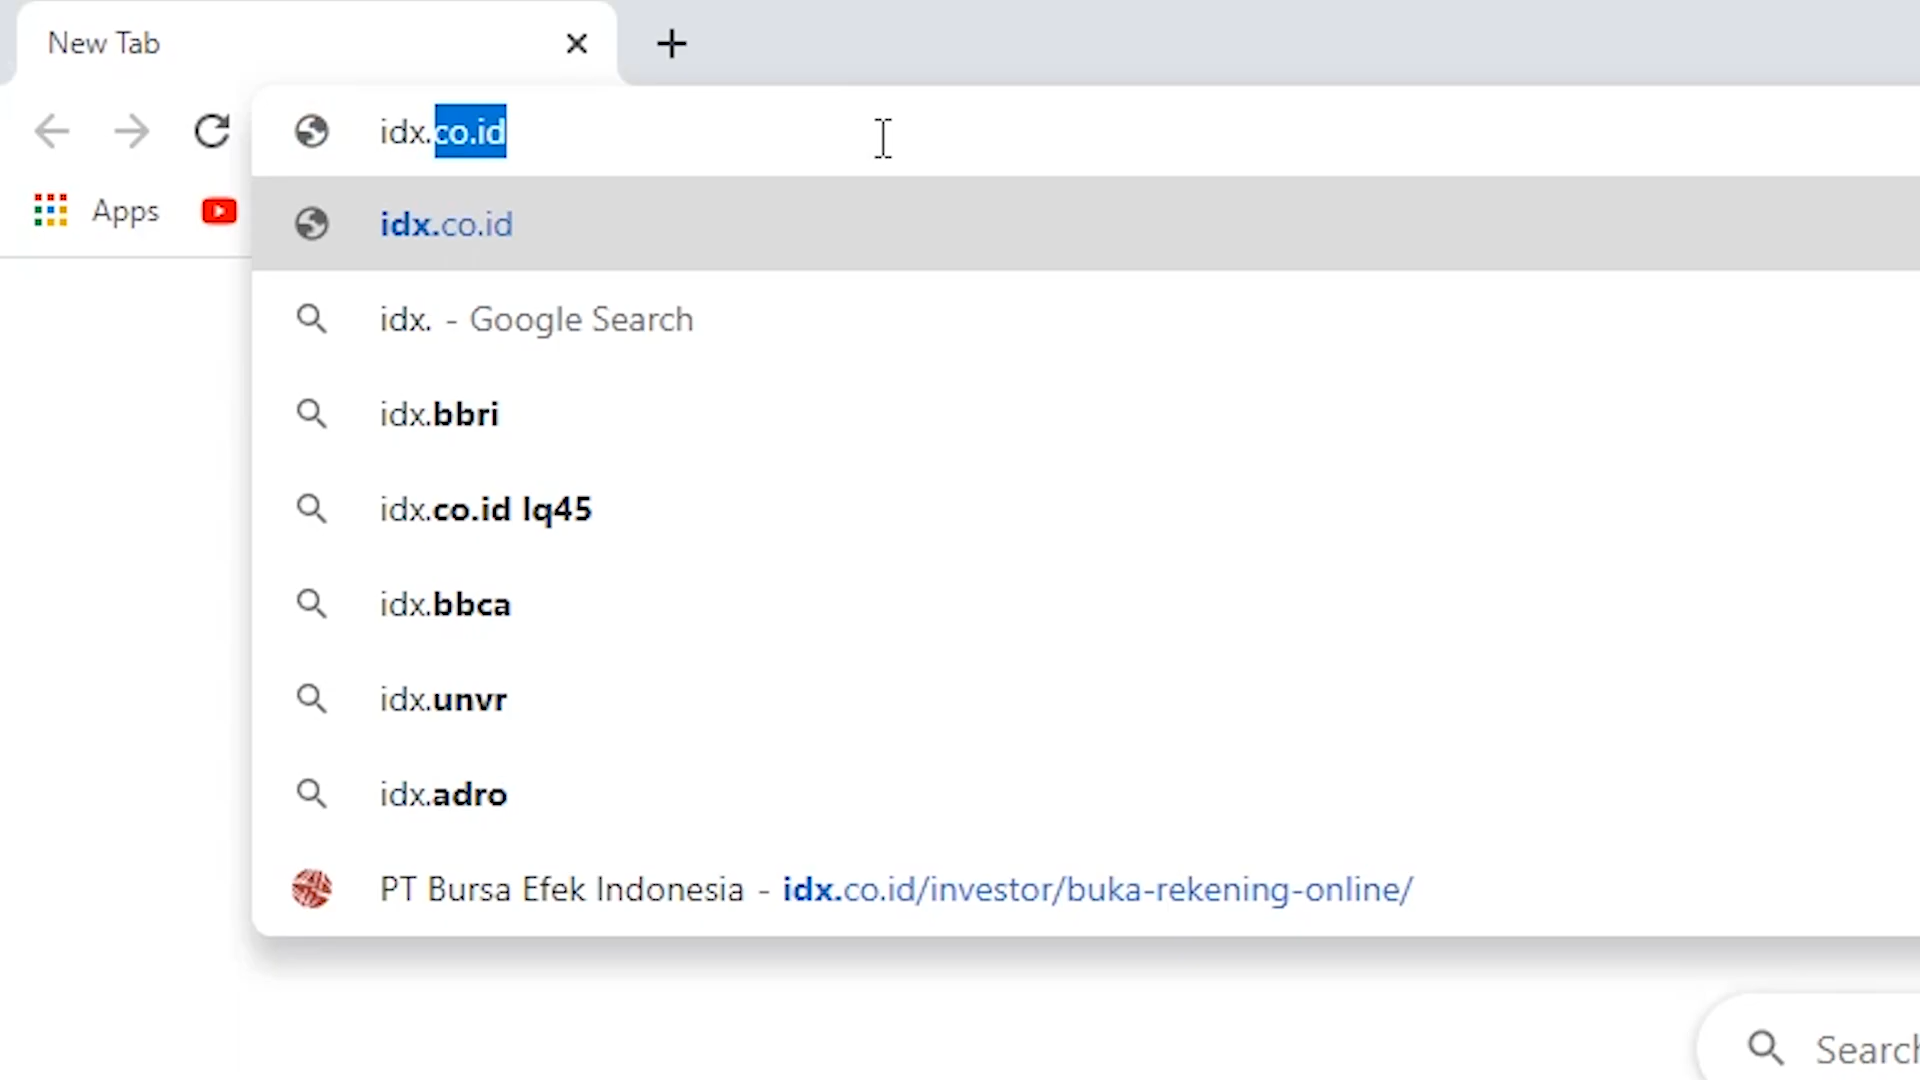 New Tab
idx.co.id
Apps
idx.co.id
idx. - Google Search
idx.bbri
idx.co.id lq45
idx.bbca
idx.unvr
idx.adro
PT Bursa Efek Indonesia - idx.co.id/investor/buka-rekening-online/
Search